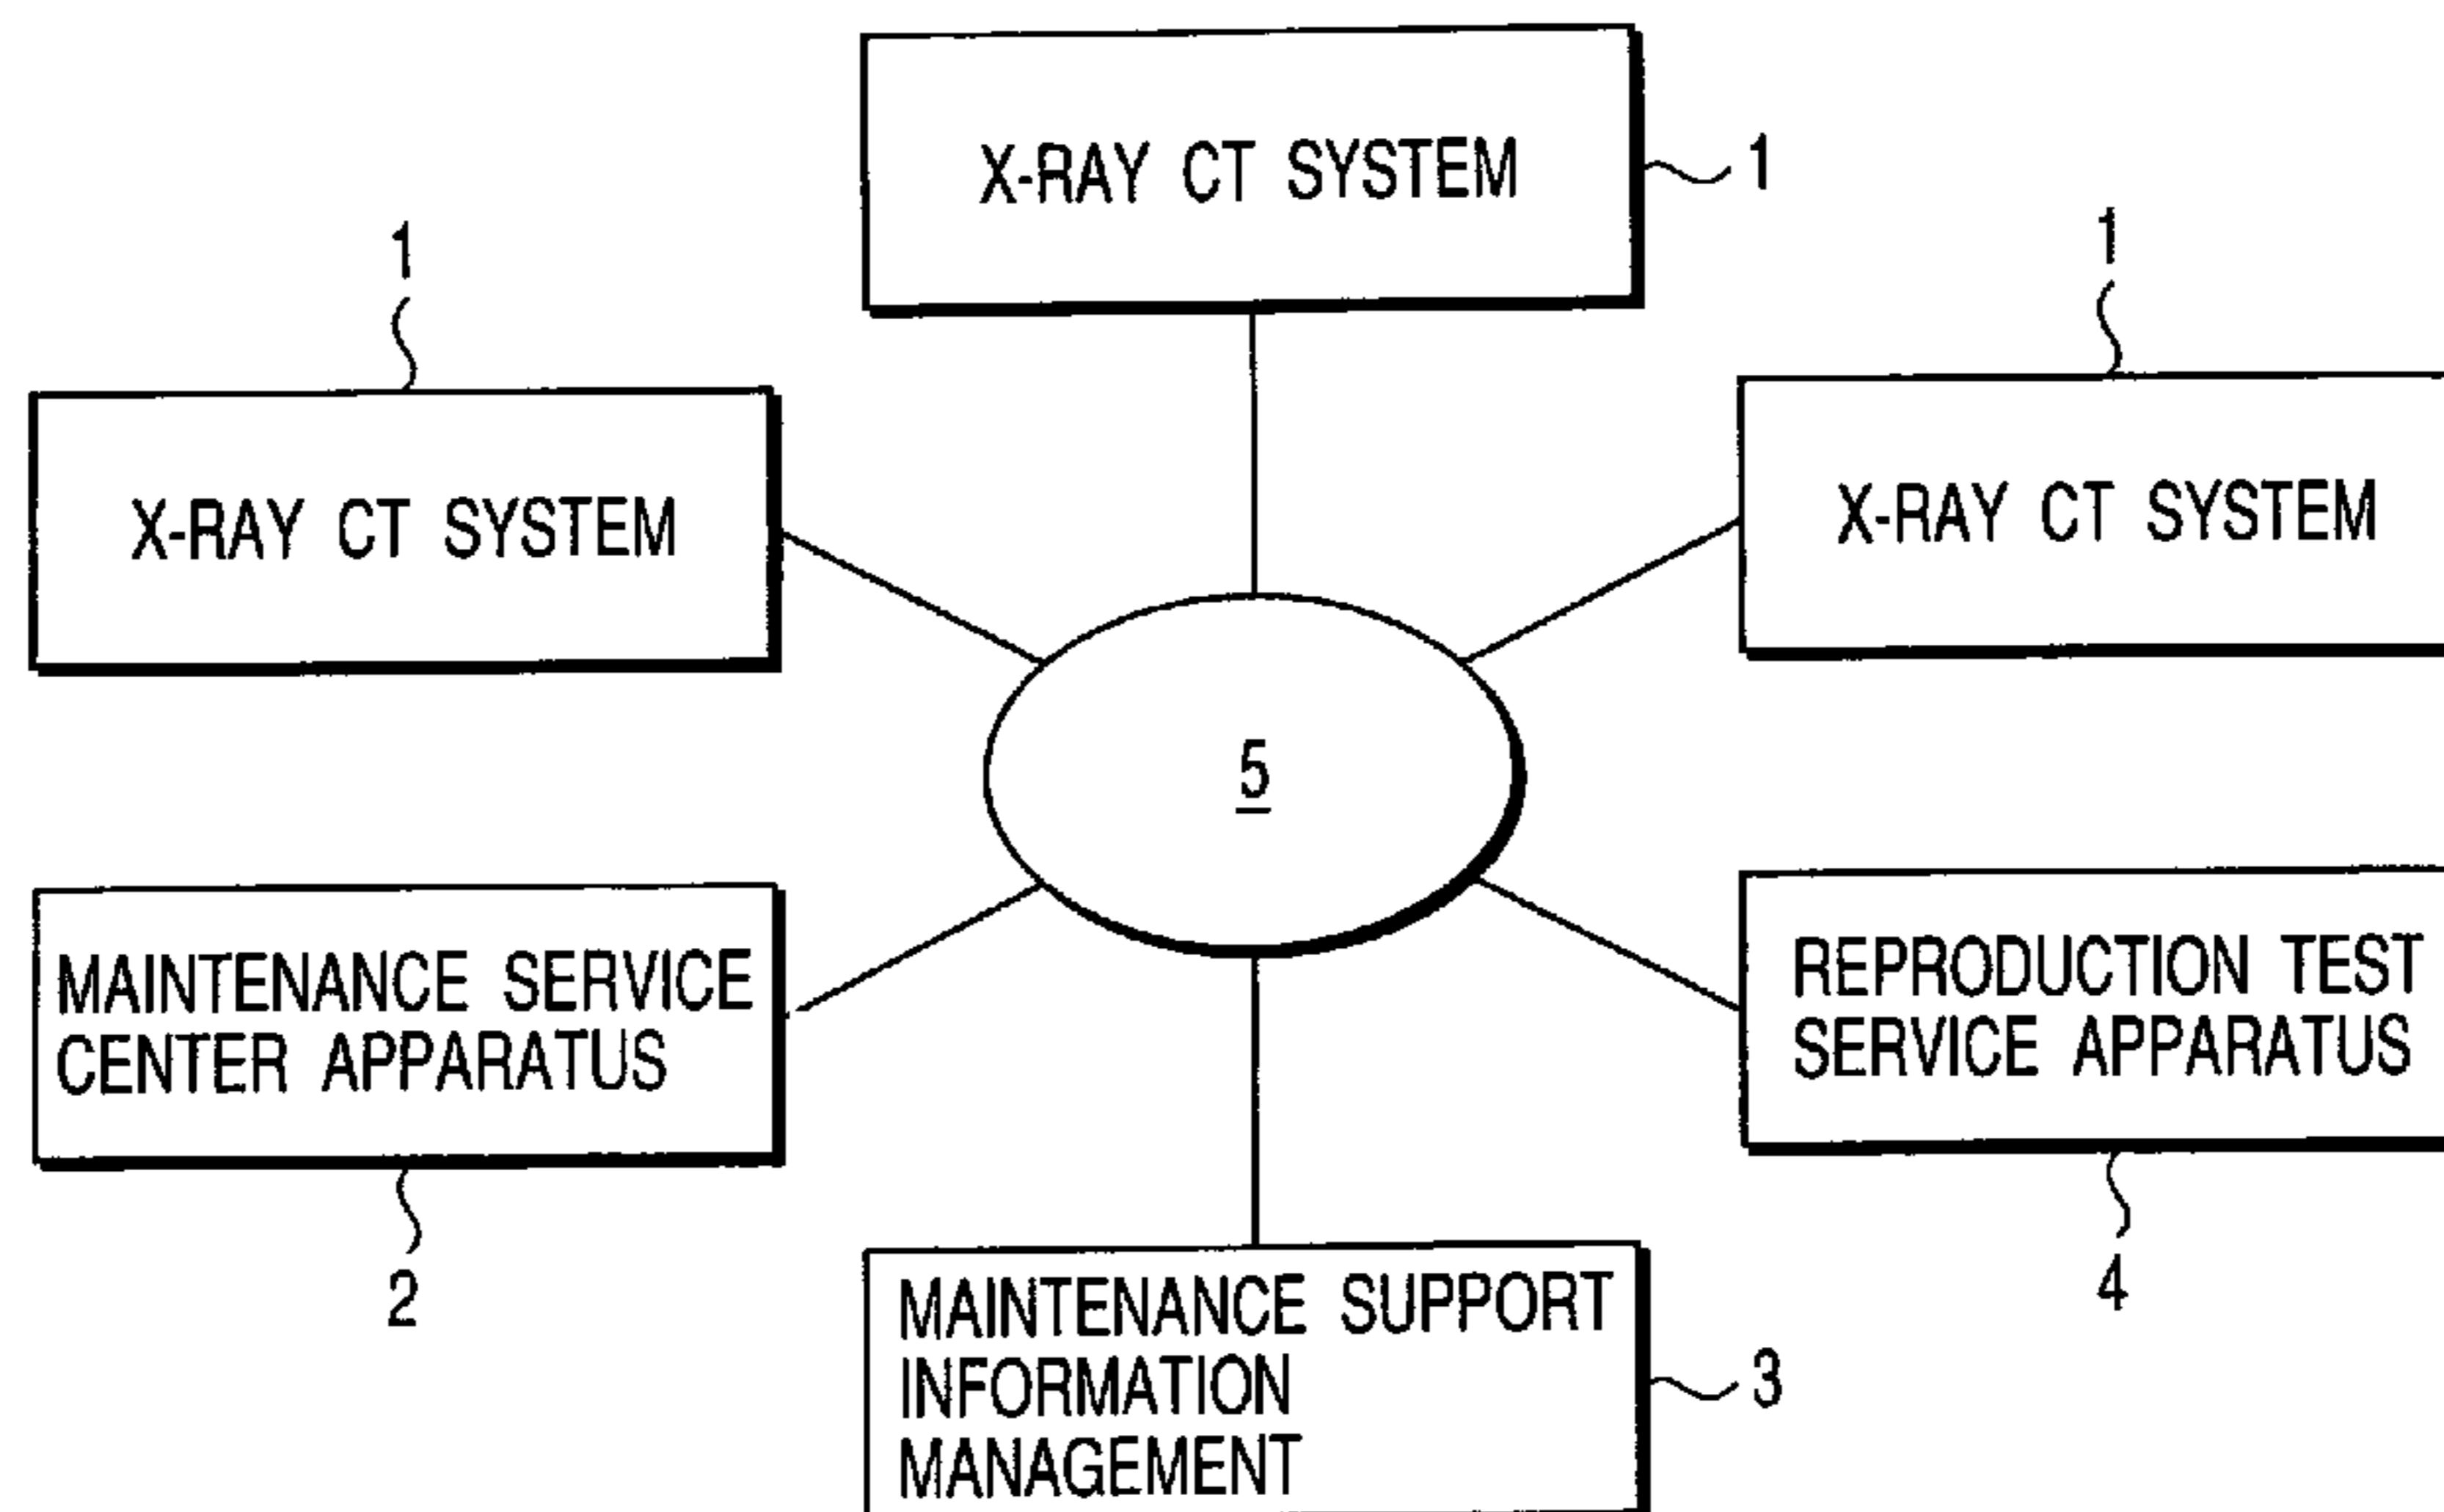 X-RAY CT SYSTEM
1
1
1
X-RAY CT SYSTEM
X-RAY CT SYSTEM
5
MAINTENANCE SERVICE
CENTER APPARATUS
REPRODUCTION TEST
SERVICE APPARATUS
2
4
MAINTENANCE SUPPORT
INFORMATION
MANAGEMENT
3